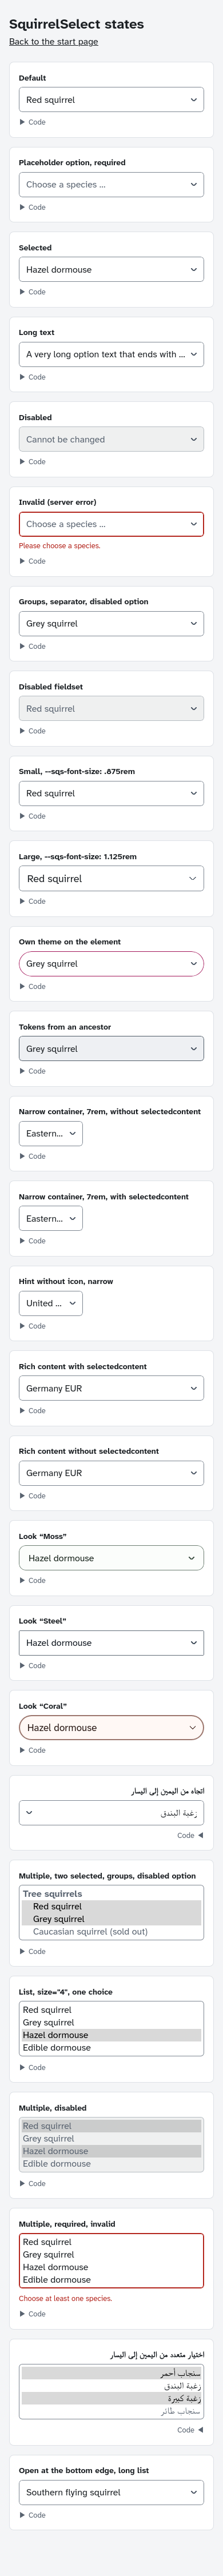 SquirrelSelect states
Back to the start page
Default
Red squirrel
▶ Code
Placeholder option, required
Choose a species ...
▶ Code
Selected
Hazel dormouse
▶ Code
Long text
A very long option text that ends with ...
▶ Code
Disabled
Cannot be changed
▶ Code
Invalid (server error)
Choose a species ...
Please choose a species.
▶ Code
Groups, separator, disabled option
Grey squirrel
▶ Code
Disabled fieldset
Red squirrel
▶ Code
Small, --sqs-font-size: .875rem
Red squirrel
▶ Code
Large, --sqs-font-size: 1.125rem
Red squirrel
▶ Code
Own theme on the element
Grey squirrel
▶ Code
Tokens from an ancestor
Grey squirrel
▶ Code
Narrow container, 7rem, without selectedcontent
Eastern...
▶ Code
Narrow container, 7rem, with selectedcontent
Eastern...
▶ Code
Hint without icon, narrow
United ...
▶ Code
Rich content with selectedcontent
Germany EUR
▶ Code
Rich content without selectedcontent
Germany EUR
▶ Code
Look “Moss”
Hazel dormouse
▶ Code
Look “Steel”
Hazel dormouse
▶ Code
Look “Coral”
Hazel dormouse
▶ Code
اتجاه من اليمين إلى اليسار
زغبة البندق
Code ◀
Multiple, two selected, groups, disabled option
Tree squirrels
Red squirrel
Grey squirrel
Caucasian squirrel (sold out)
▶ Code
List, size="4", one choice
Red squirrel
Grey squirrel
Hazel dormouse
Edible dormouse
▶ Code
Multiple, disabled
Red squirrel
Grey squirrel
Hazel dormouse
Edible dormouse
▶ Code
Multiple, required, invalid
Red squirrel
Grey squirrel
Hazel dormouse
Edible dormouse
Choose at least one species.
▶ Code
اختيار متعدد من اليمين إلى اليسار
سنجاب أحمر
زغبة البندق
زغبة كبيرة
سنجاب طائر
Code ◀
Open at the bottom edge, long list
Southern flying squirrel
▶ Code